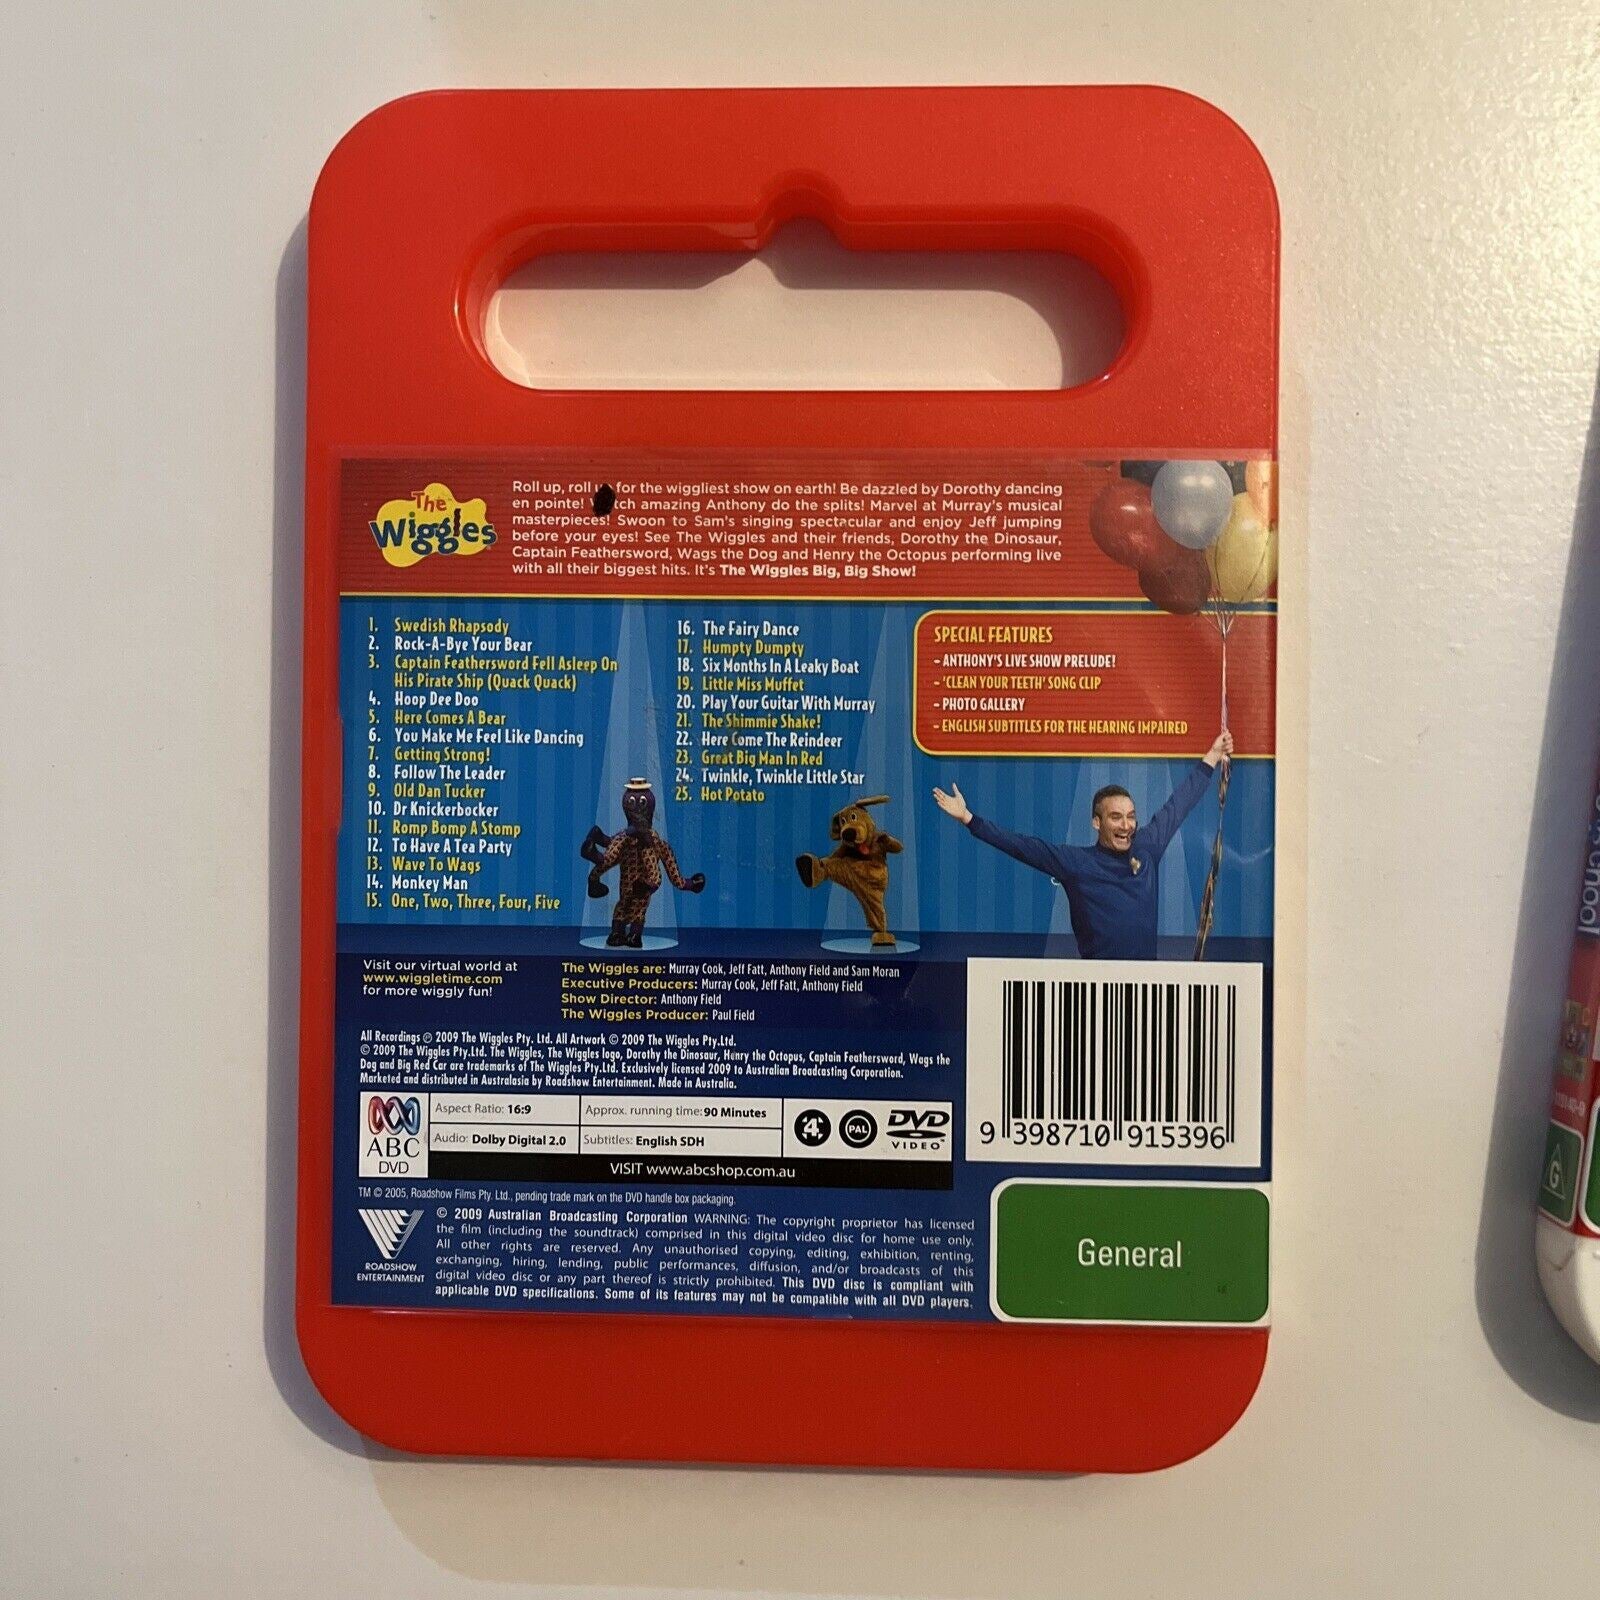 The
Wiggles
Roll up, roll for the wiggliest show on earth! Be dazzled by Dorothy dancing
en pointe! amazing Anthony do the splits! Marvel at Murray's musical
masterpieces! Swoon to Sam's singing spectacular and enjoy Jeff jumping
before your eyes! See The Wiggles and their friends, Dorothy the Dinosaur,
Captain Feathersword, Wags the Dog and Henry the Octopus performing live
with all their biggest hits. It's The Wiggles Big, Big Show!
1. Swedish Rhapsody
2. Rock-A-Bye Your Bear
3. Captain Feathersword Fell Asleep On
His Pirate Ship (Quack Quack)
4. Hoop Dee Doo
5. Here Comes A Bear
6. You Make Me Feel Like Dancing
7. Getting Strong!
8. Follow The Leader
9. Old Dan Tucker
10. Dr Knickerbocker
11. Romp Bomp A Stomp
12. To Have A Tea Party
13. Wave To Wags
14. Monkey Man
15. One, Two, Three, Four, Five
16. The Fairy Dance
17. Humpty Dumpty
18. Six Months In A Leaky Boat
19. Little Miss Muffet
20. Play Your Guitar With Murray
21. The Shimmie Shake!
22. Here Come The Reindeer
23. Great Big Man In Red
24. Twinkle, Twinkle Little Star
25. Hot Potato
SPECIAL FEATURES
- ANTHONY'S LIVE SHOW PRELUDE!
- 'CLEAN YOUR TEETH' SONG CLIP
- PHOTO GALLERY
- ENGLISH SUBTITLES FOR THE HEARING IMPAIRED
Visit our virtual world at
www.wiggletime.com
for more wiggly fun!
The Wiggles are: Murray Cook, Jeff Fatt, Anthony Field and Sam Moran
Executive Producers: Murray Cook, Jeff Fatt, Anthony Field
Show Director: Anthony Field
The Wiggles Producer: Paul Field
All Recordings ℗ 2009 The Wiggles Pty. Ltd. All Artwork © 2009 The Wiggles Pty.Ltd.
© 2009 The Wiggles Pty.Ltd. The Wiggles, The Wiggles logo, Dorothy the Dinosaur, Henry the Octopus, Captain Feathersword, Wags the
Dog and Big Red Car are trademarks of The Wiggles Pty.Ltd. Exclusively licensed 2009 to Australian Broadcasting Corporation.
Marketed and distributed in Australasia by Roadshow Entertainment. Made in Australia.
ABC
DVD
Aspect Ratio: 16:9
Approx. running time: 90 Minutes
Audio: Dolby Digital 2.0
Subtitles: English SDH
4
PAL
DVD
VIDEO
VISIT www.abcshop.com.au
9 398710 915396
TM © 2005, Roadshow Films Pty. Ltd., pending trade mark on the DVD handle box packaging.
ROADSHOW
ENTERTAINMENT
© 2009 Australian Broadcasting Corporation WARNING: The copyright proprietor has licensed
the film (including the soundtrack) comprised in this digital video disc for home use only.
All other rights are reserved. Any unauthorised copying, editing, exhibition, renting,
exchanging, hiring, lending, public performances, diffusion, and/or broadcasts of this
digital video disc or any part thereof is strictly prohibited. This DVD disc is compliant with
applicable DVD specifications. Some of its features may not be compatible with all DVD players.
General
G